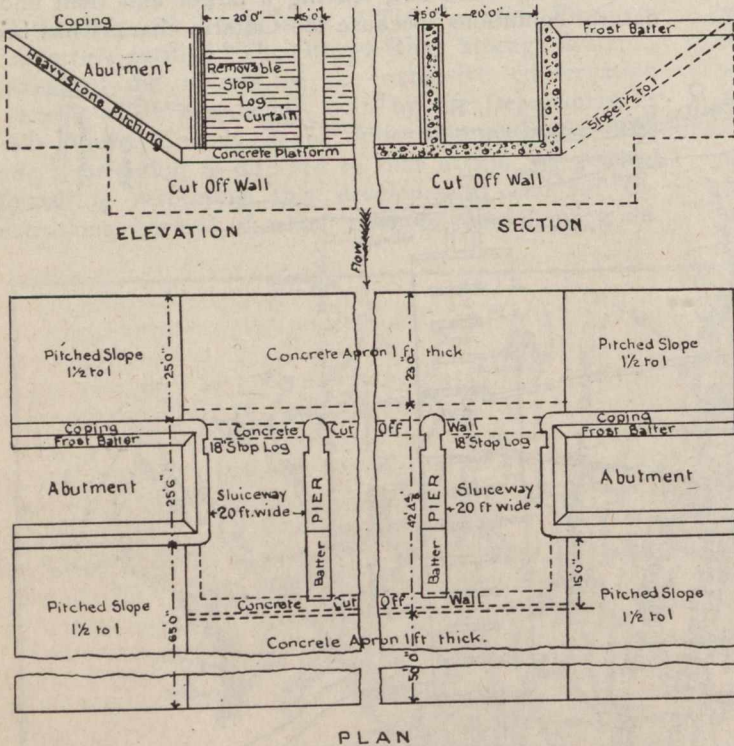 Coping
20'0"
5'0"
5'0"
20'0"
Frost Batter
Abutment
Removable
Stop
Log
Curtain
Heavy Stone Pitching
Slope 1½ to 1
Concrete Platform
Cut Off Wall
Cut Off Wall
ELEVATION
SECTION
Flow
Pitched Slope
1½ to 1
25'0"
Concrete Apron 1 ft thick
Pitched Slope
1½ to 1
Coping
Frost Batter
Concrete Cut Off Wall
Coping
Frost Batter
18" Stop Log
18" Stop Log
Abutment
25'6"
Sluiceway
20 ft. wide
PIER
Batter
PIER
Batter
Sluiceway
20 ft. wide
Abutment
15'0"
Pitched Slope
1½ to 1
65'0"
Concrete Cut Off Wall
Pitched Slope
1½ to 1
Concrete Apron 1 ft thick.
50'0"
PLAN